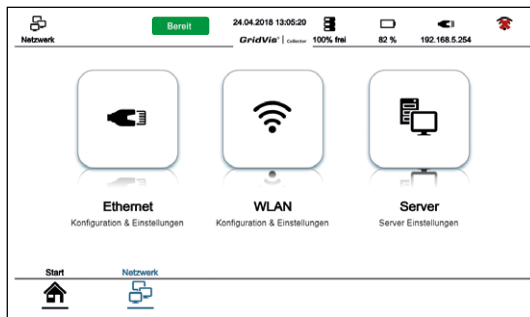 Netzwerk
Bereit
24.04.2018 13:05:20
GridVis® | Collector
100% frei
82 %
192.168.5.254
Ethernet
Konfiguration & Einstellungen
WLAN
Konfiguration & Einstellungen
Server
Server Einstellungen
Start
Netzwerk